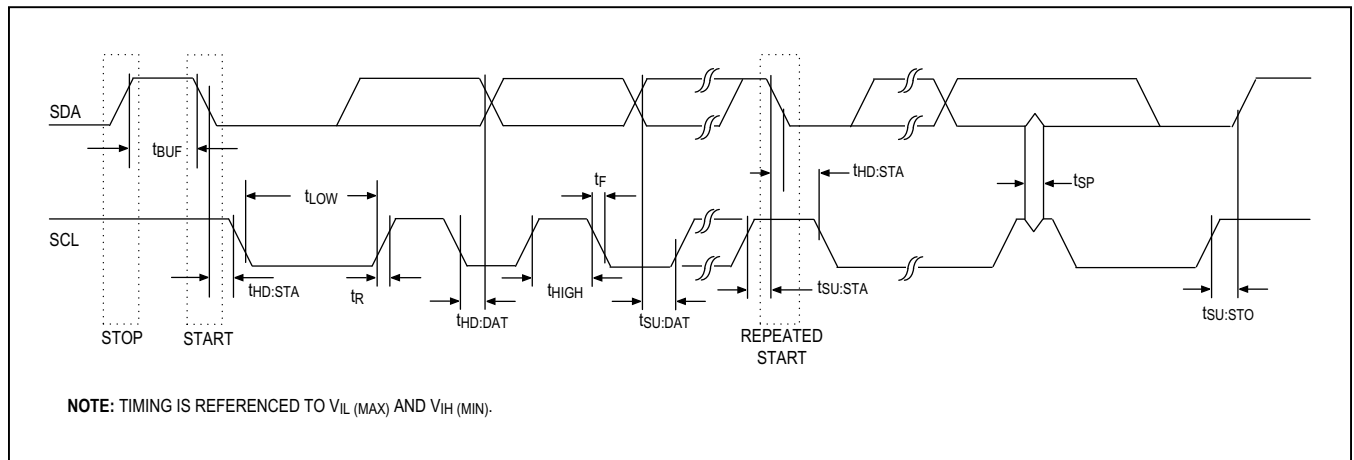 SDA
tBUF
tLOW
tF
tHD:STA
tSP
SCL
tHD:STA
tR
tHD:DAT
tHIGH
tSU:DAT
tSU:STA
tSU:STO
STOP
START
REPEATED
START
NOTE: TIMING IS REFERENCED TO VIL (MAX) AND VIH (MIN).